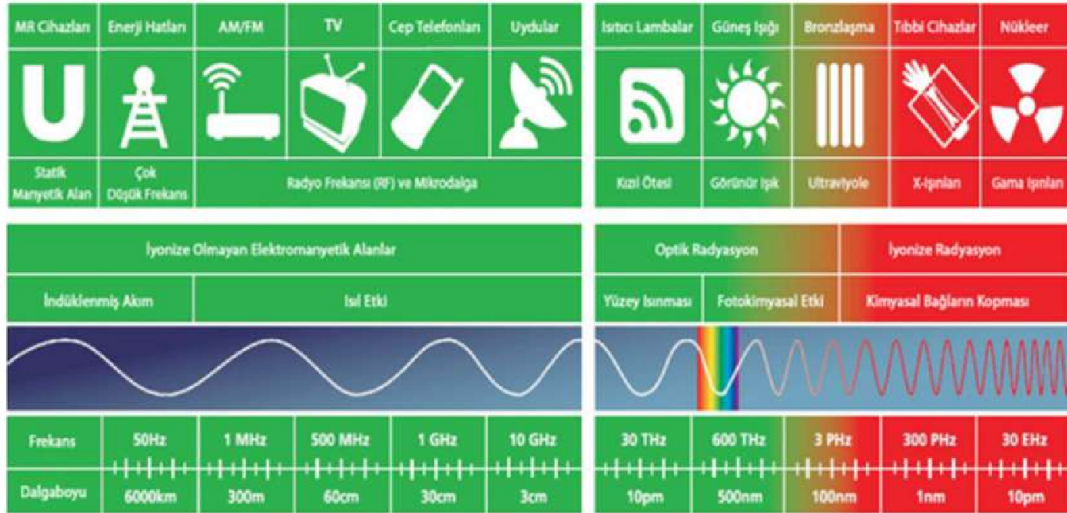 MR Cihazları Enerji Hatları AM/FM TV Cep Telefonları Uydular Isıtıcı Lambalar Güneş Işığı Bronzlaşma Tıbbi Cihazlar Nükleer
Statik Manyetik Alan
Çok Düşük Frekans
Radyo Frekansı (RF) ve Mikrodalga
Kızıl Ötesi Görünür Işık Ultraviyole X-Işınları Gama Işınları
İyonize Olmayan Elektromanyetik Alanlar Optik Radyasyon İyonize Radyasyon
İndüklenmiş Akım Isıl Etki Yüzey Isınması Fotokimyasal Etki Kimyasal Bağların Kopması
Frekans 50Hz 1 MHz 500 MHz 1 GHz 10 GHz 30 THz 600 THz 3 PHz 300 PHz 30 EHz
Dalgaboyu 6000km 300m 60cm 30cm 3cm 10pm 500nm 100nm 1nm 10pm